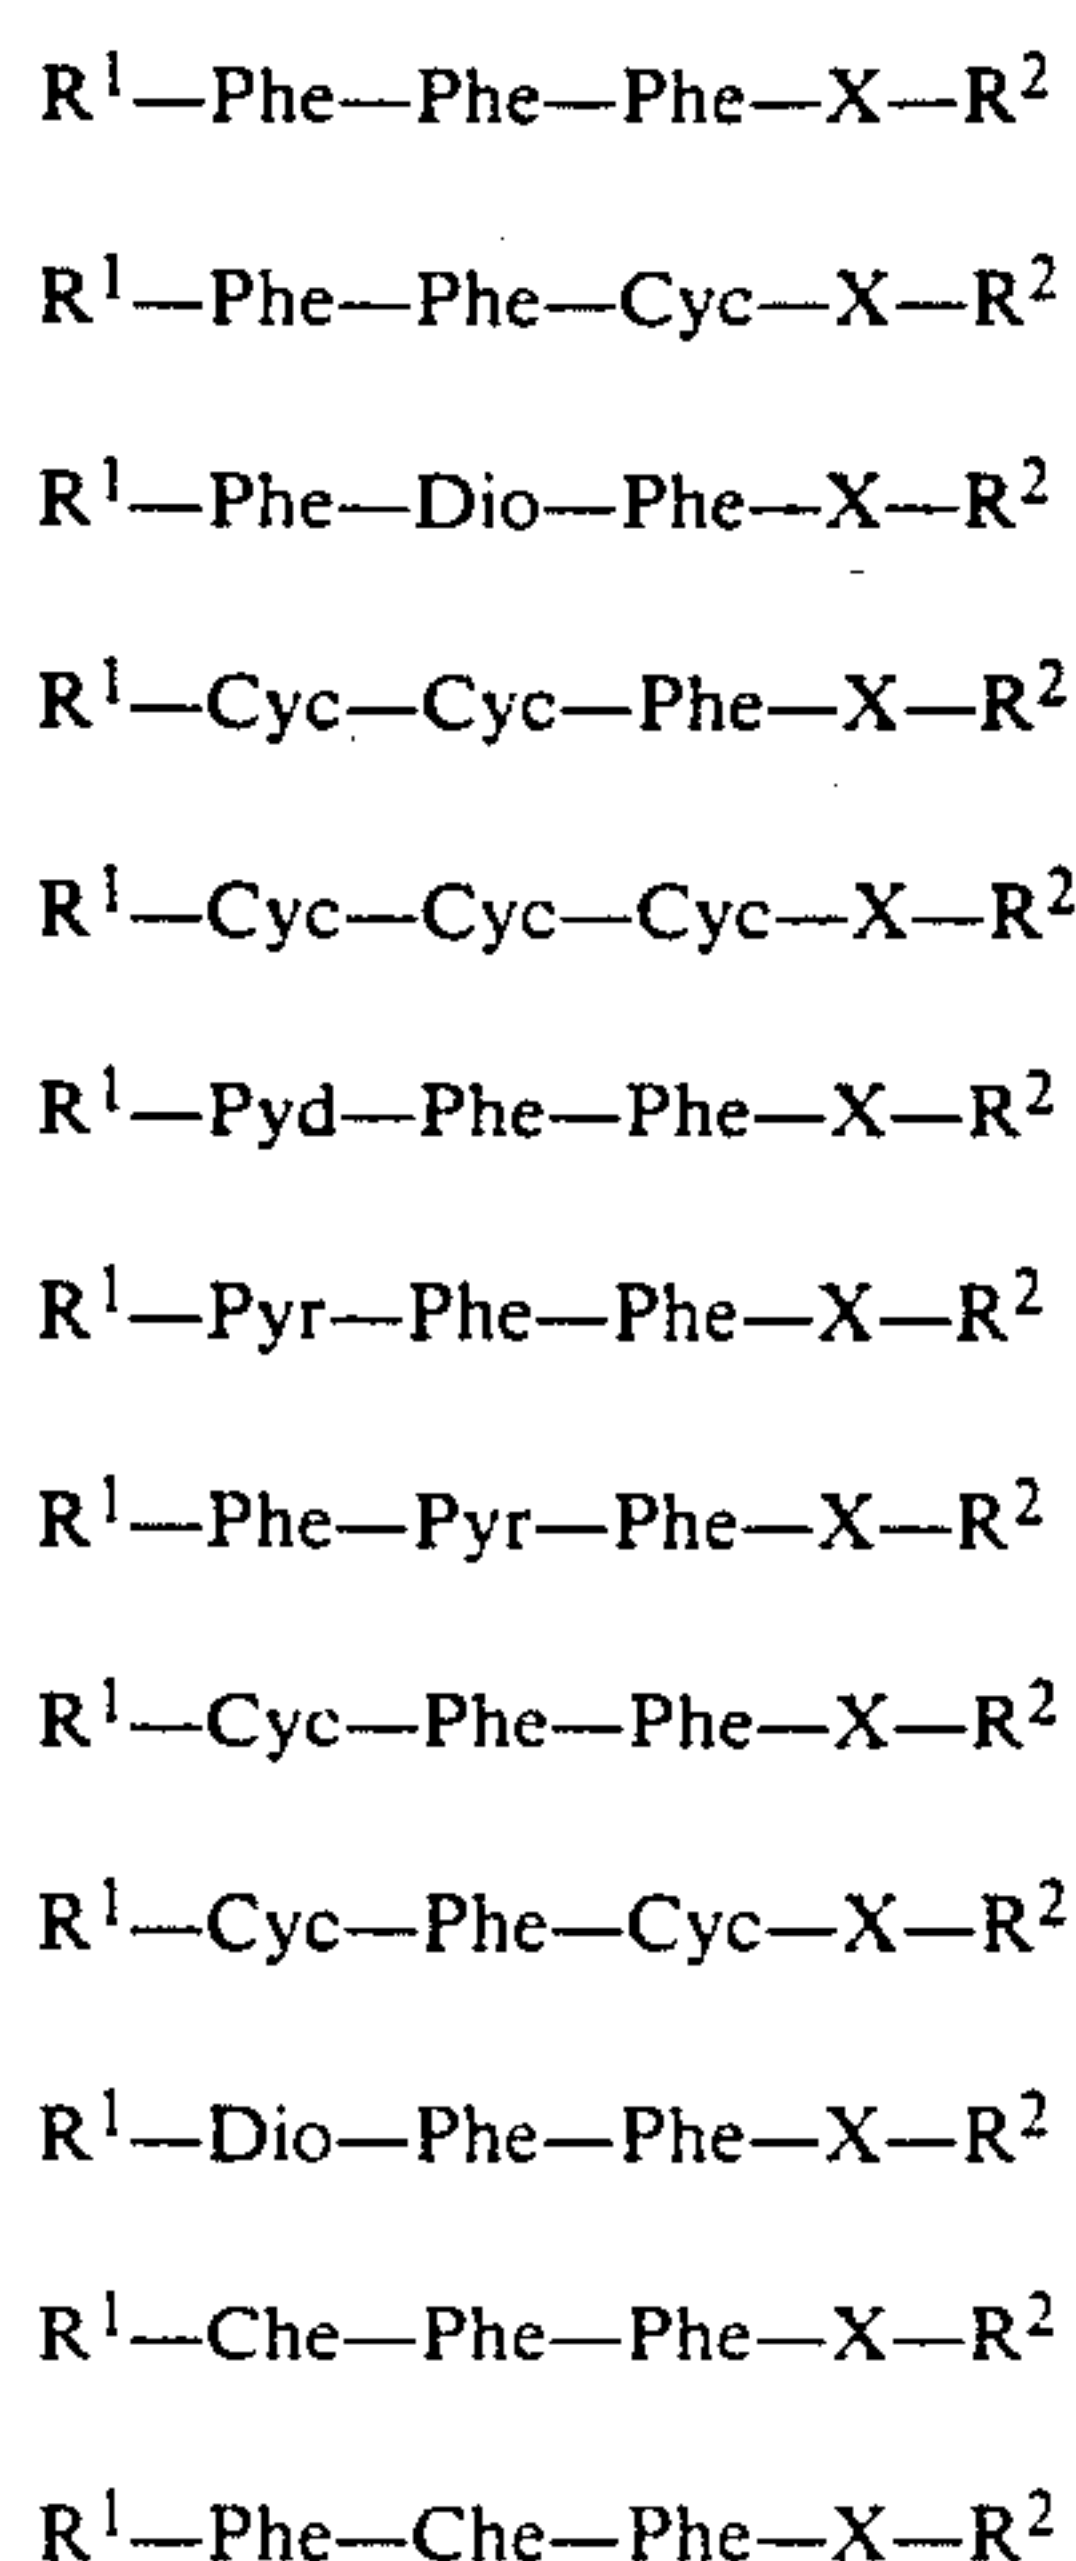 R¹—Phe—Phe—Phe—X—R²
R¹—Phe—Phe—Cyc—X—R²
R¹—Phe—Dio—Phe—X—R²
R¹—Cyc—Cyc—Phe—X—R²
R¹—Cyc—Cyc—Cyc—X—R²
R¹—Pyd—Phe—Phe—X—R²
R¹—Pyr—Phe—Phe—X—R²
R¹—Phe—Pyr—Phe—X—R²
R¹—Cyc—Phe—Phe—X—R²
R¹—Cyc—Phe—Cyc—X—R²
R¹—Dio—Phe—Phe—X—R²
R¹—Che—Phe—Phe—X—R²
R¹—Phe—Che—Phe—X—R²